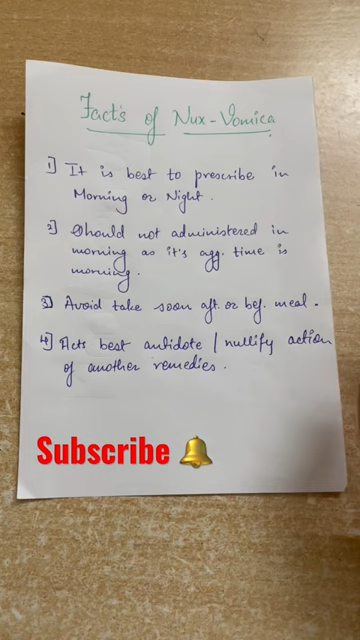 Facts of Nux-Vomica
1] It is best to prescribe in
Morning or Night.
2] Should not administered in
morning as it's agg. time is
morning.
3] Avoid take soon aft. or bef. meal.
4] Acts best antidote / nullify action
of another remedies.
Subscribe 🔔